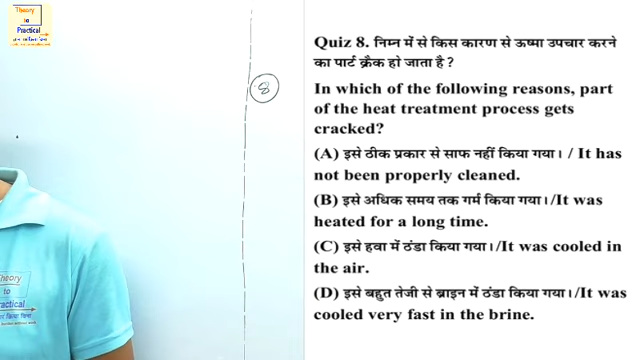 Theory
to
Practical
8
Quiz 8. निम्न में से किस कारण से ऊष्मा उपचार करने
का पार्ट क्रैक हो जाता है ?
In which of the following reasons, part
of the heat treatment process gets
cracked?
(A) इसे ठीक प्रकार से साफ नहीं किया गया। / It has
not been properly cleaned.
(B) इसे अधिक समय तक गर्म किया गया।/It was
heated for a long time.
(C) इसे हवा में ठंडा किया गया।/It was cooled in
the air.
(D) इसे बहुत तेजी से ब्राइन में ठंडा किया गया।/It was
cooled very fast in the brine.
Theory
to
Practical